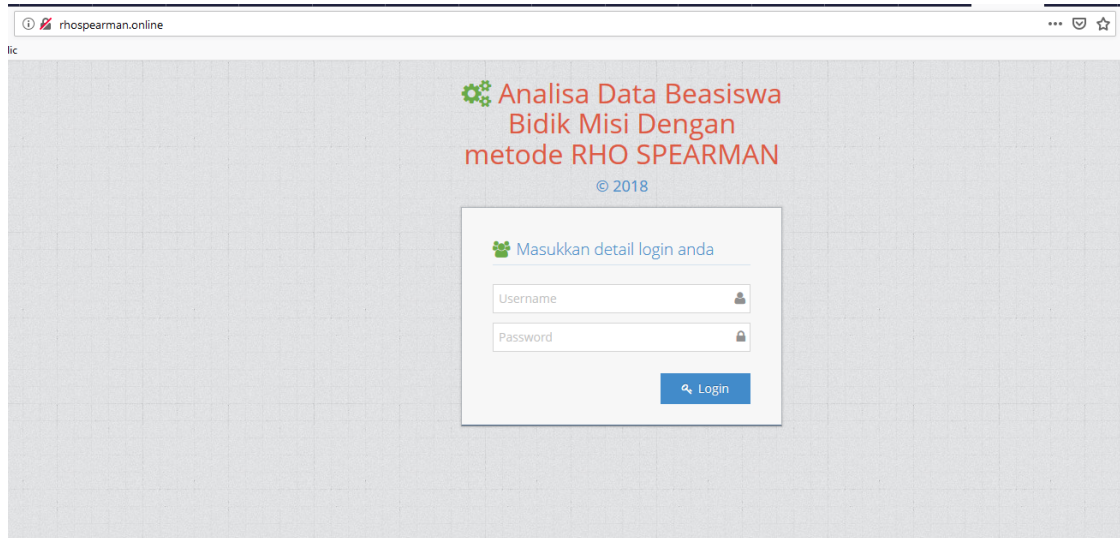 rhospearman.online
lic
Analisa Data Beasiswa
Bidik Misi Dengan
metode RHO SPEARMAN
© 2018
Masukkan detail login anda
Username
Password
Login